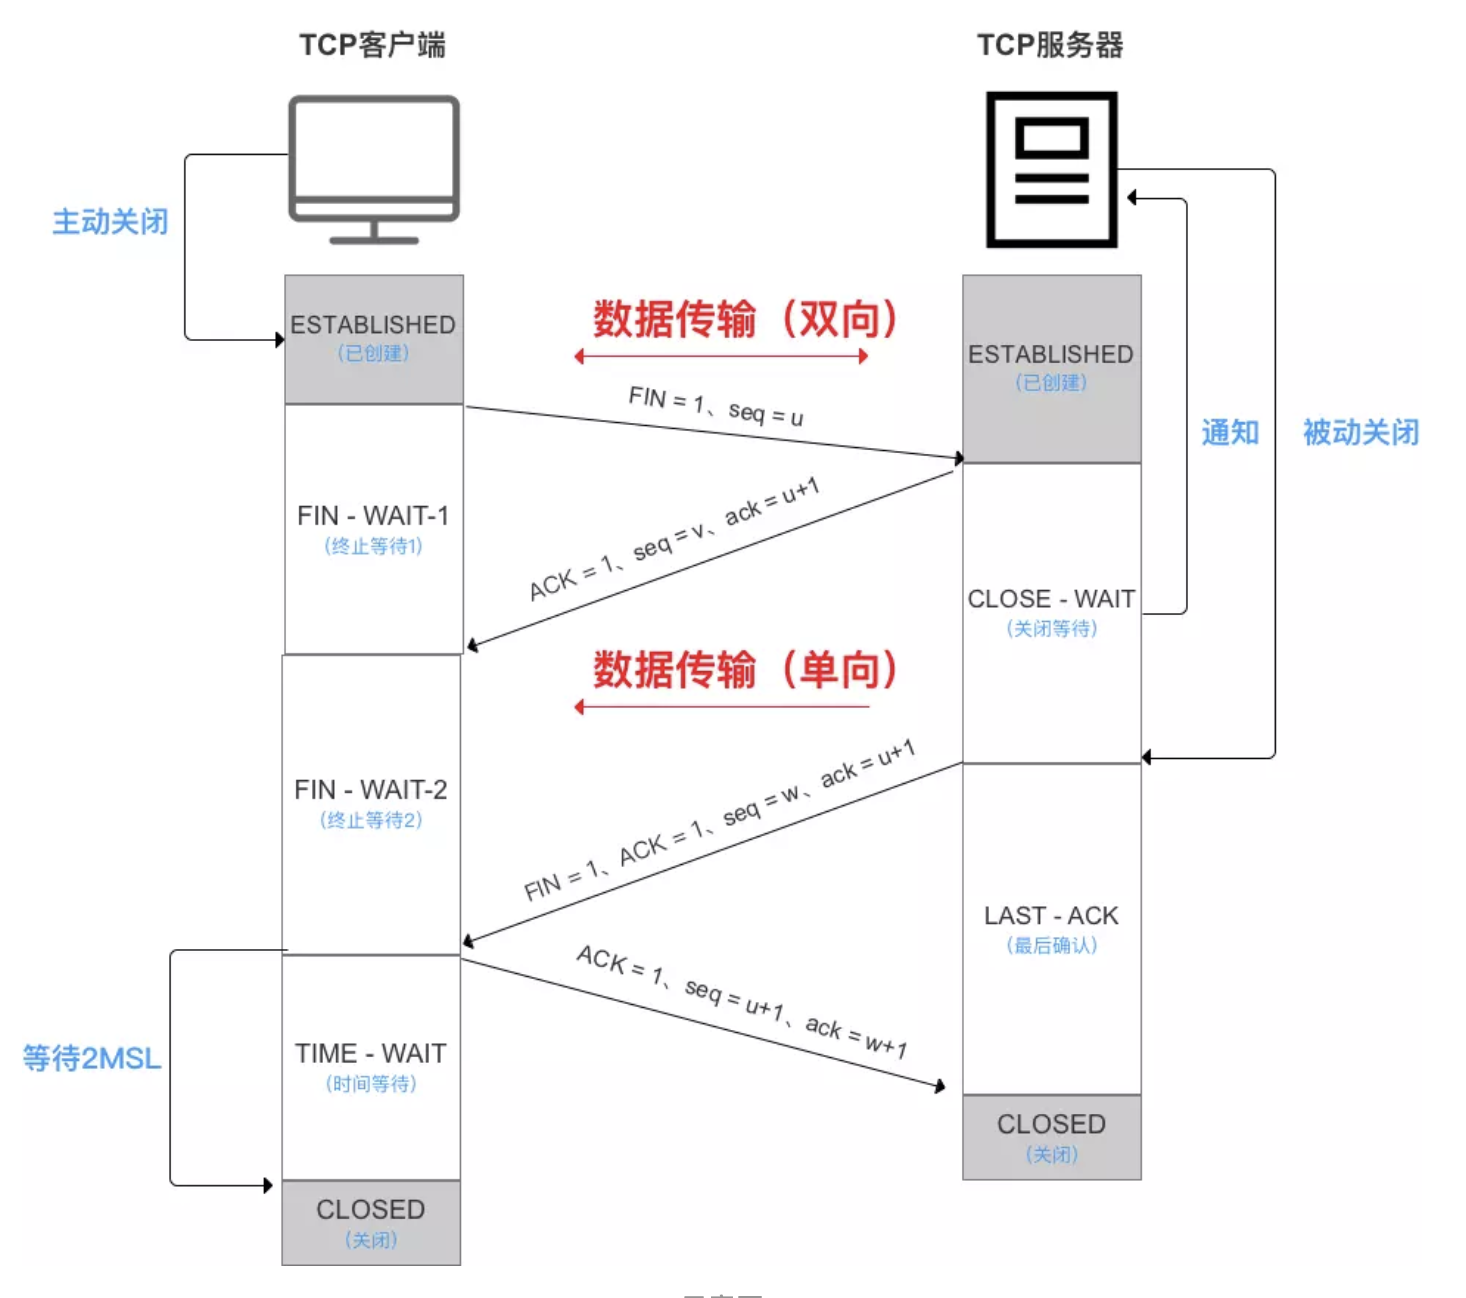 TCP客户端
TCP服务器
主动关闭
ESTABLISHED
(已创建)
数据传输（双向）
ESTABLISHED
(已创建)
FIN = 1、seq = u
通知
被动关闭
FIN - WAIT-1
(终止等待1)
ACK = 1、seq = v、ack = u+1
CLOSE - WAIT
(关闭等待)
数据传输（单向）
FIN - WAIT-2
(终止等待2)
FIN = 1、ACK = 1、seq = w、ack = u+1
LAST - ACK
(最后确认)
ACK = 1、seq = u+1、ack = w+1
等待2MSL
TIME - WAIT
(时间等待)
CLOSED
(关闭)
CLOSED
(关闭)